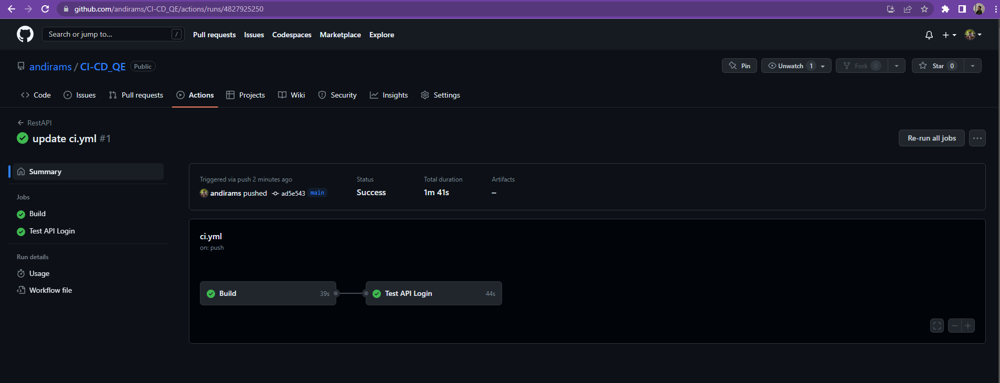 github.com/andirams/CI-CD_QE/actions/runs/4827925250
Search or jump to... /
Pull requests Issues Codespaces Marketplace Explore
andirams / CI-CD_QE Public
Pin Unwatch 1 Fork 0 Star 0
Code Issues Pull requests Actions Projects Wiki Security Insights Settings
RestAPI
update ci.yml #1
Re-run all jobs
Summary
Jobs
Build
Test API Login
Run details
Usage
Workflow file
Triggered via push 2 minutes ago
andirams pushed ad5e543 main
Status
Success
Total duration
1m 41s
Artifacts
–
ci.yml
on: push
Build 39s
Test API Login 44s